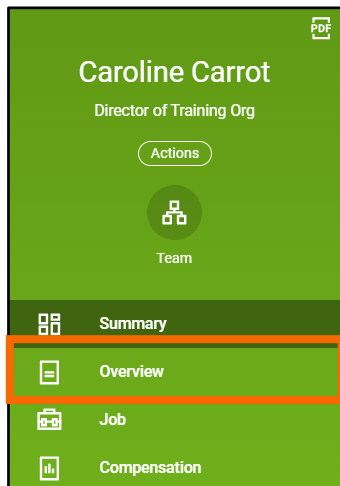 PDF
Caroline Carrot
Director of Training Org
Actions
Team
Summary
Overview
Job
Compensation